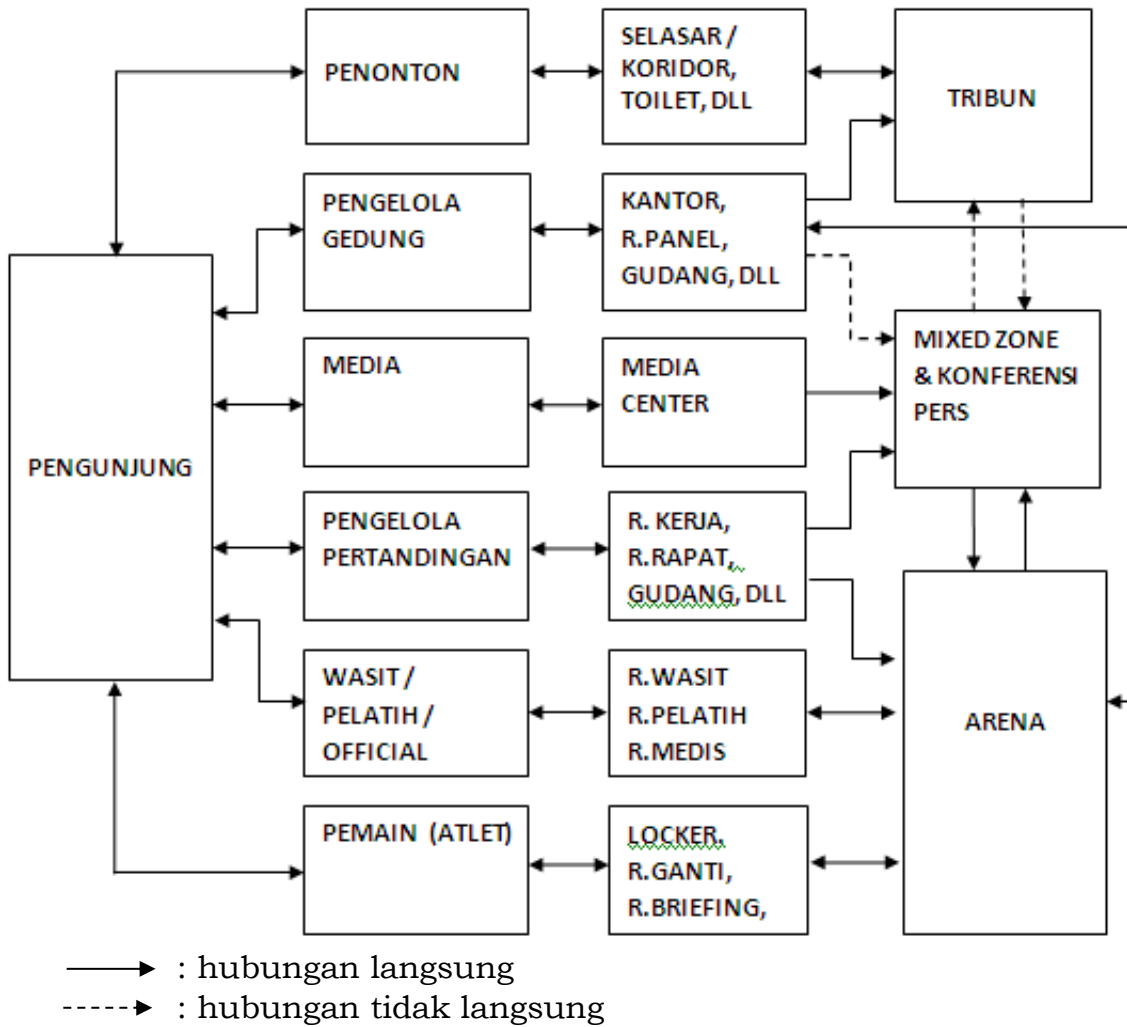 PENONTON
SELASAR /
KORIDOR,
TOILET, DLL
TRIBUN
PENGELOLA
GEDUNG
KANTOR,
R.PANEL,
GUDANG, DLL
MEDIA
MEDIA
CENTER
MIXED ZONE
& KONFERENSI
PERS
PENGUNJUNG
PENGELOLA
PERTANDINGAN
R. KERJA,
R.RAPAT,
GUDANG, DLL
WASIT /
PELATIH /
OFFICIAL
R.WASIT
R.PELATIH
R.MEDIS
ARENA
PEMAIN (ATLET)
LOCKER,
R.GANTI,
R.BRIEFING,
: hubungan langsung
: hubungan tidak langsung